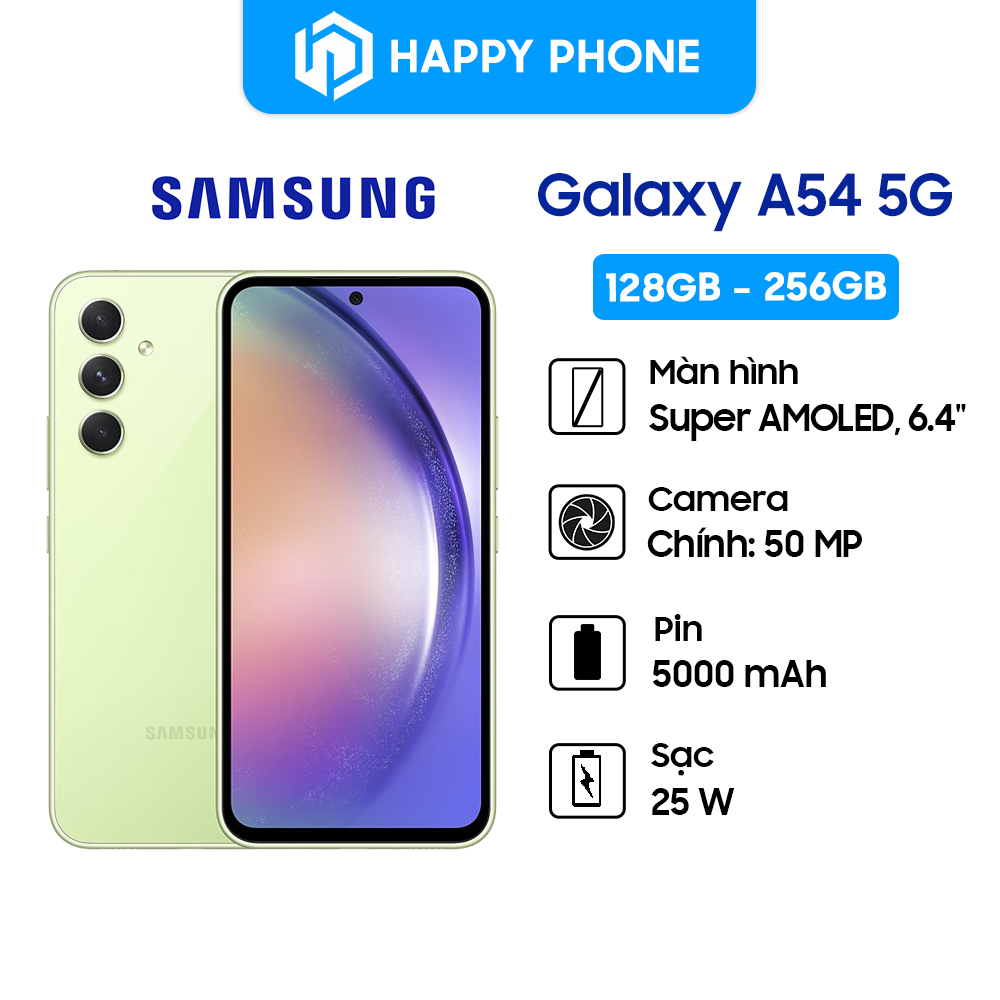 HAPPY PHONE
SAMSUNG
Galaxy A54 5G
128GB - 256GB
Màn hình
Super AMOLED, 6.4"
Camera
Chính: 50 MP
Pin
5000 mAh
Sạc
25 W
SAMSUN